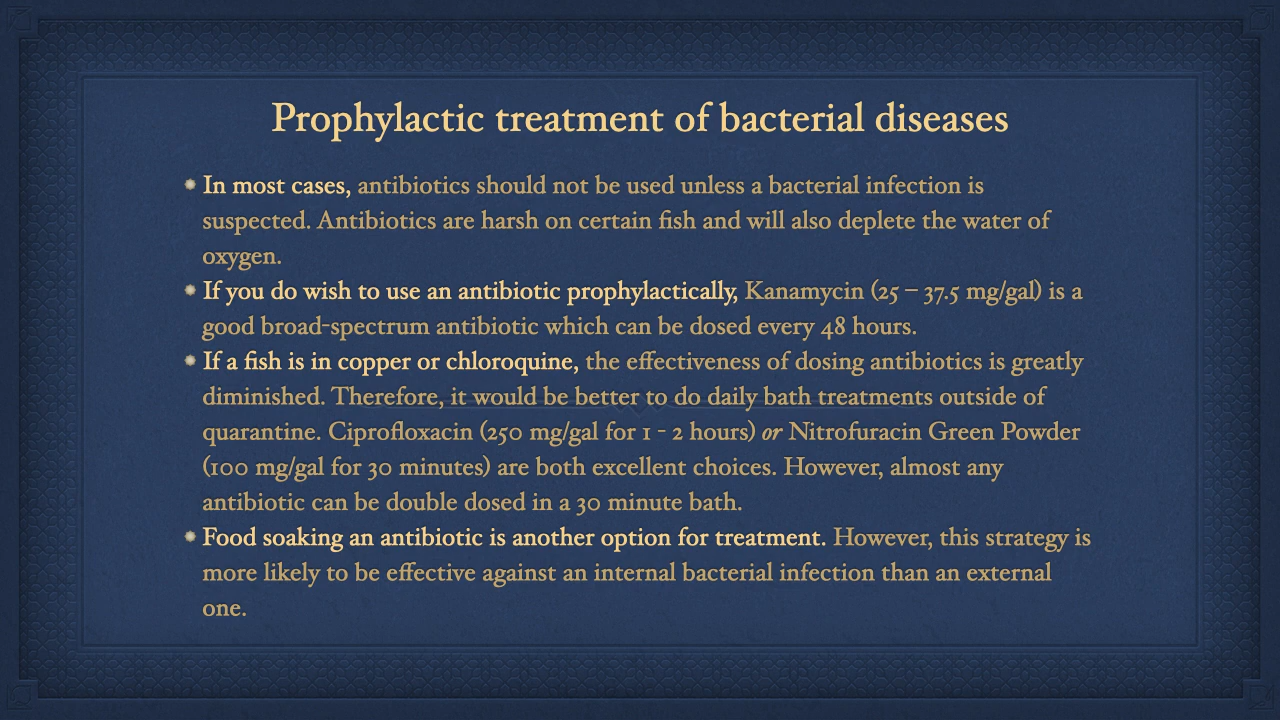 Prophylactic treatment of bacterial diseases
In most cases, antibiotics should not be used unless a bacterial infection is
suspected. Antibiotics are harsh on certain fish and will also deplete the water of
oxygen.
If you do wish to use an antibiotic prophylactically, Kanamycin (25 – 37.5 mg/gal) is a
good broad-spectrum antibiotic which can be dosed every 48 hours.
If a fish is in copper or chloroquine, the effectiveness of dosing antibiotics is greatly
diminished. Therefore, it would be better to do daily bath treatments outside of
quarantine. Ciprofloxacin (250 mg/gal for 1 - 2 hours) or Nitrofuracin Green Powder
(100 mg/gal for 30 minutes) are both excellent choices. However, almost any
antibiotic can be double dosed in a 30 minute bath.
Food soaking an antibiotic is another option for treatment. However, this strategy is
more likely to be effective against an internal bacterial infection than an external
one.